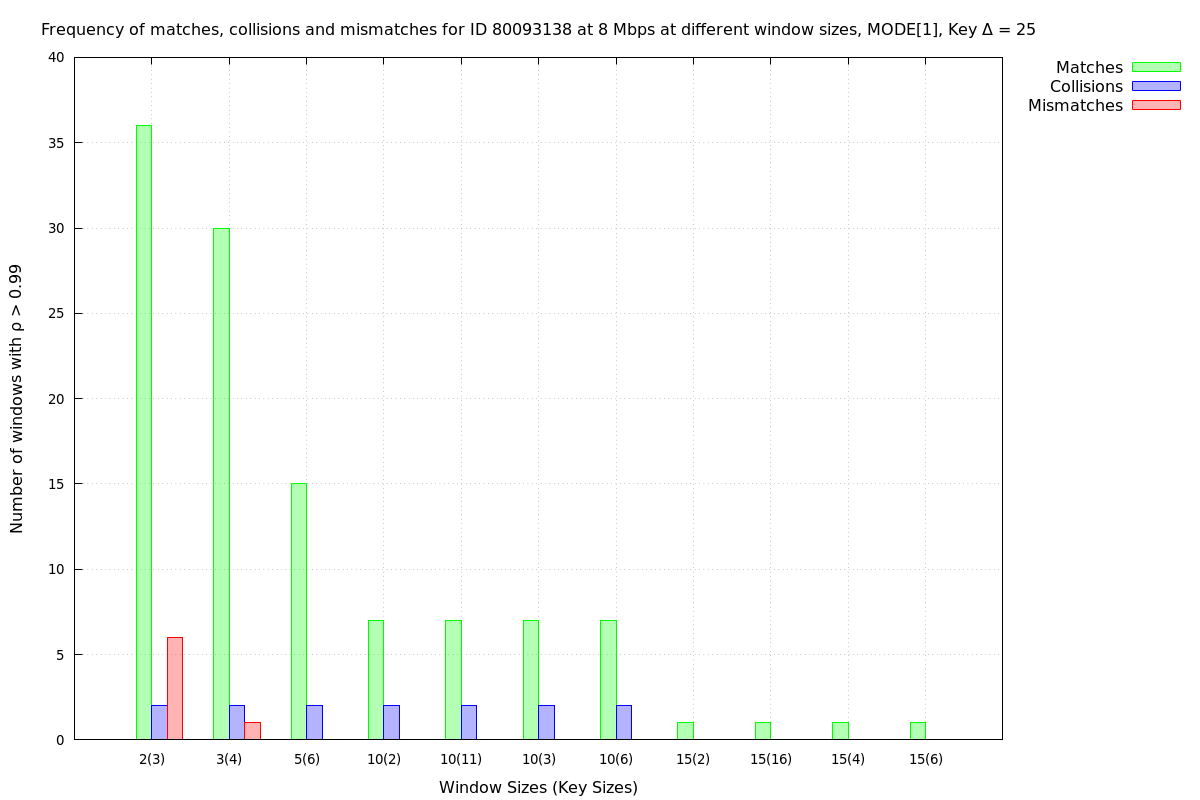 Frequency of matches, collisions and mismatches for ID 80093138 at 8 Mbps at different window sizes, MODE[1], Key Δ = 25
Matches
Collisions
Mismatches
Number of windows with ρ > 0.99
40
35
30
25
20
15
10
5
0
2(3) 3(4) 5(6) 10(2) 10(11) 10(3) 10(6) 15(2) 15(16) 15(4) 15(6)
Window Sizes (Key Sizes)